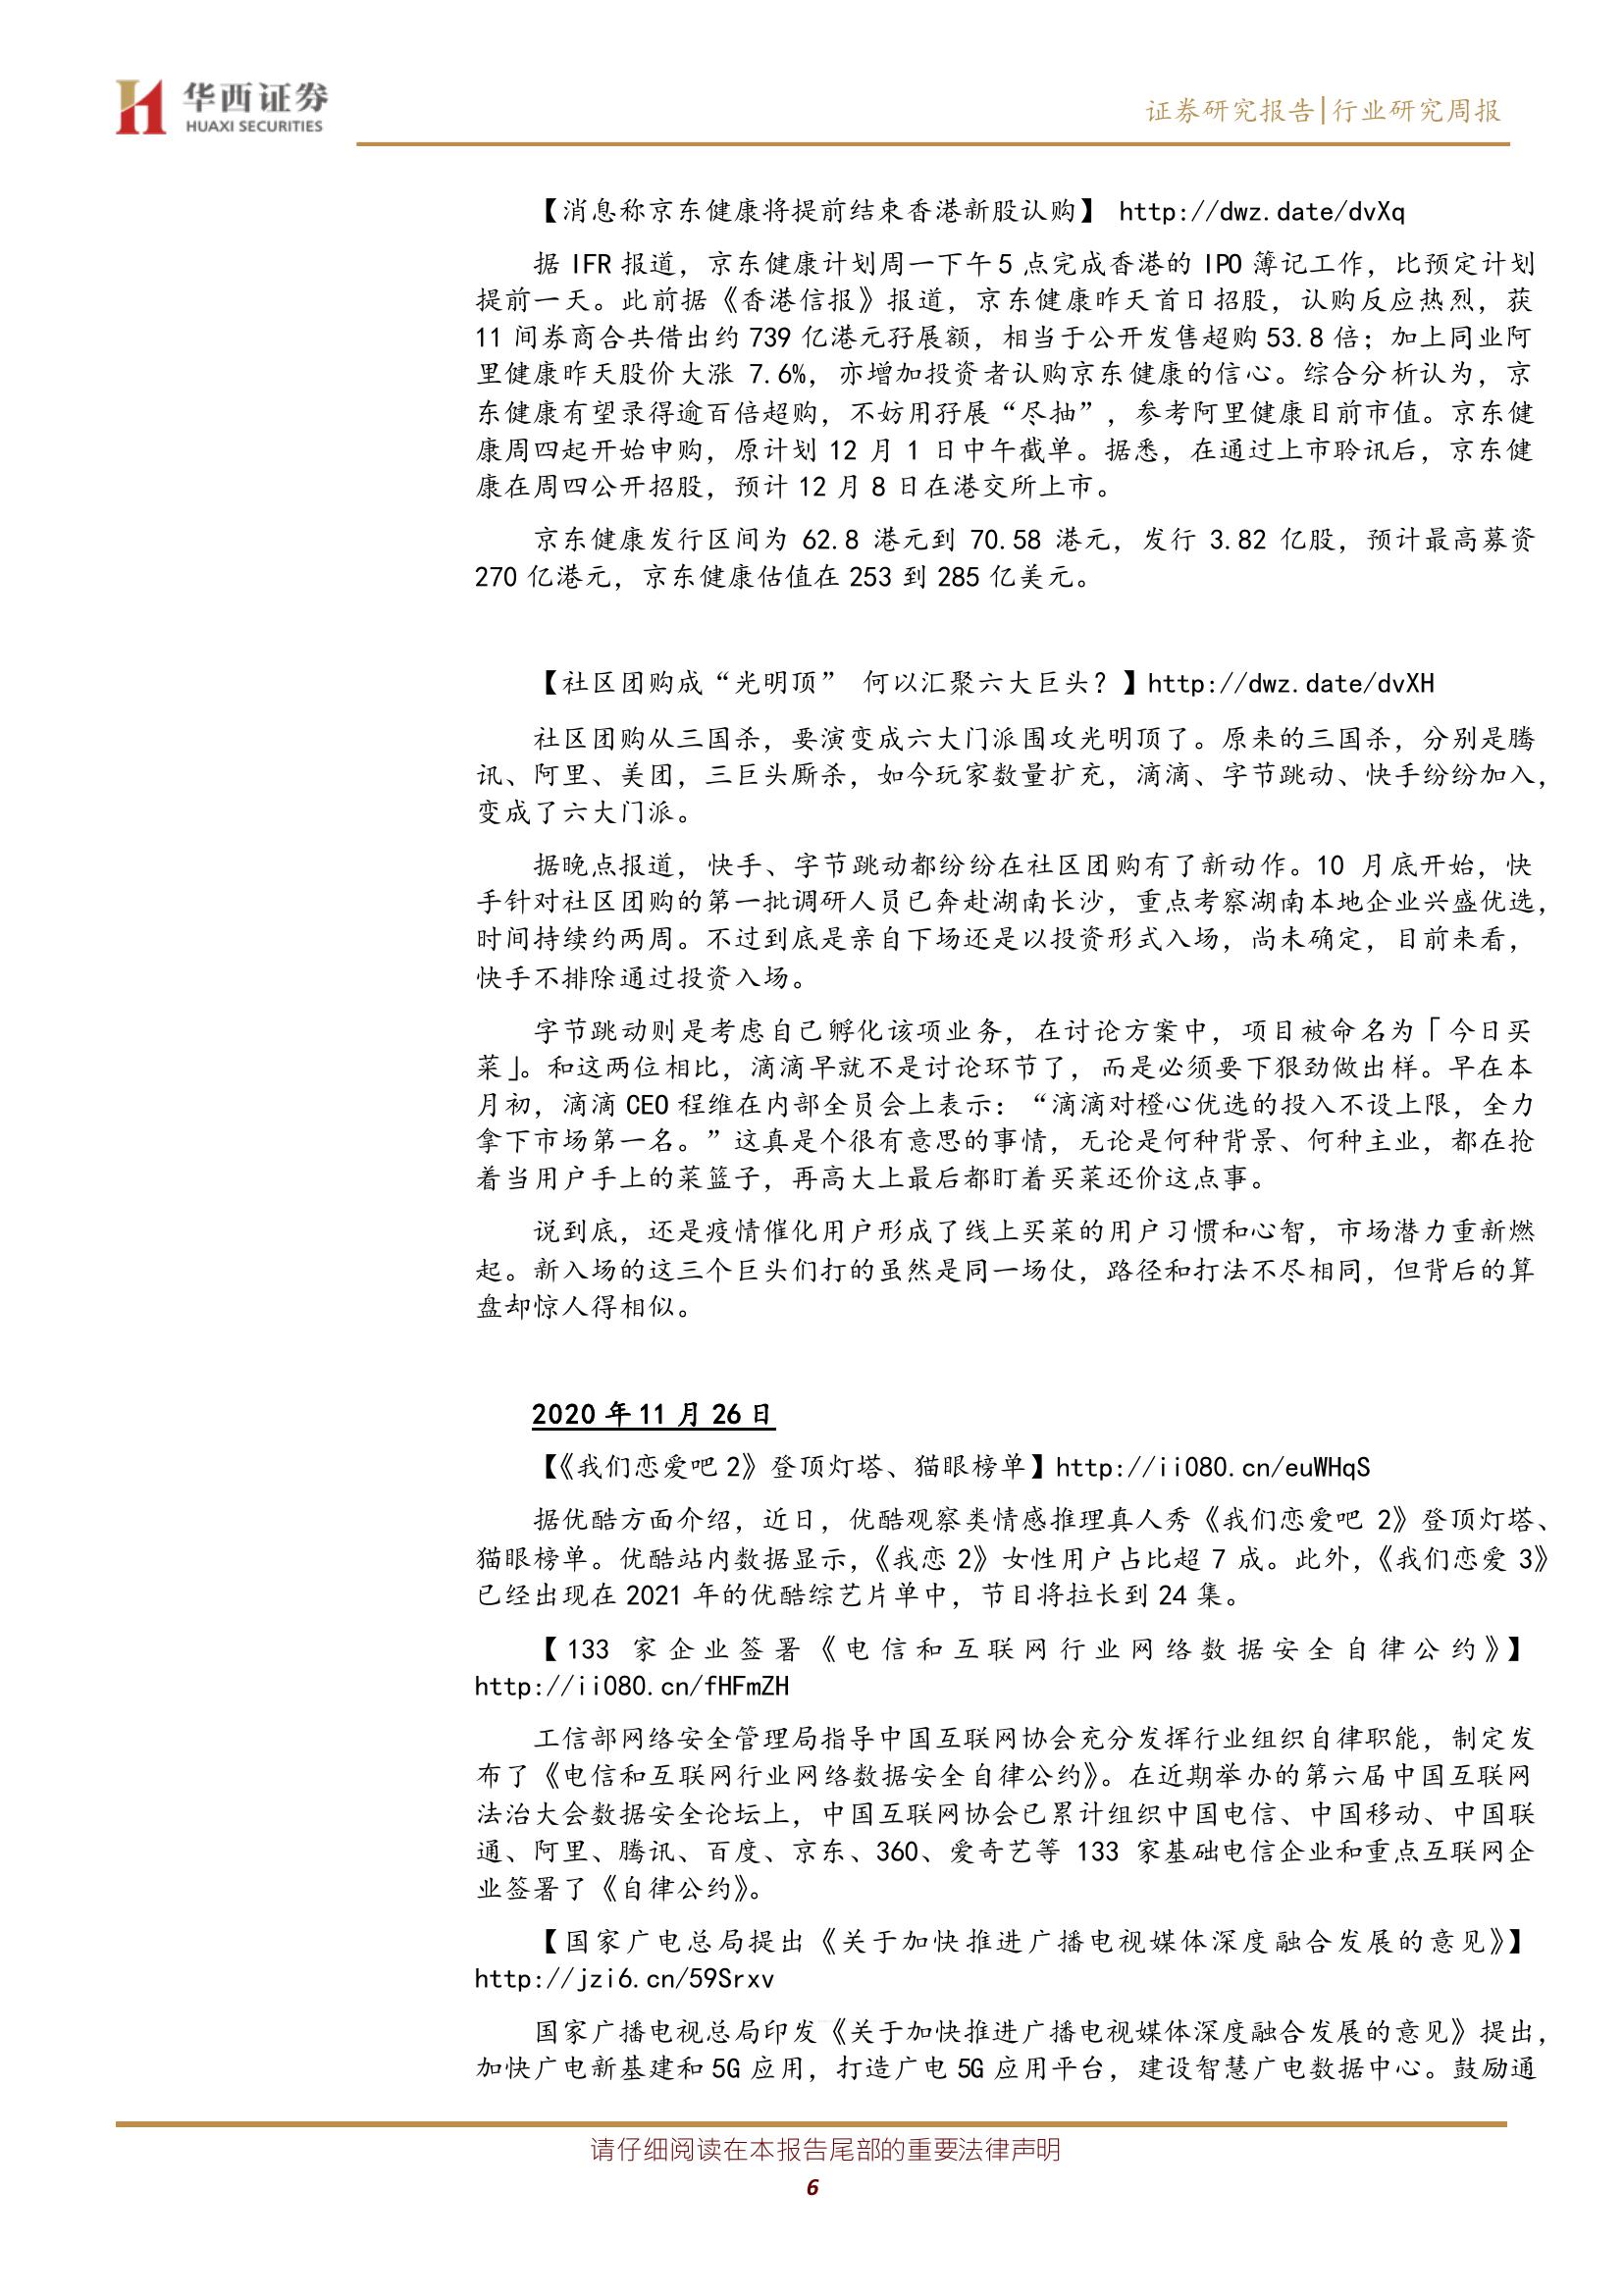 华西证券
HUAXI SECURITIES
证券研究报告|行业研究周报
【消息称京东健康将提前结束香港新股认购】 http://dwz.date/dvXq
据 IFR 报道，京东健康计划周一下午 5 点完成香港的 IPO 簿记工作，比预定计划
提前一天。此前据《香港信报》报道，京东健康昨天首日招股，认购反应热烈，获
11 间券商合共借出约 739 亿港元孖展额，相当于公开发售超购 53.8 倍；加上同业阿
里健康昨天股价大涨 7.6%，亦增加投资者认购京东健康的信心。综合分析认为，京
东健康有望录得逾百倍超购，不妨用孖展“尽抽”，参考阿里健康目前市值。京东健
康周四起开始申购，原计划 12 月 1 日中午截单。据悉，在通过上市聆讯后，京东健
康在周四公开招股，预计 12 月 8 日在港交所上市。
京东健康发行区间为 62.8 港元到 70.58 港元，发行 3.82 亿股，预计最高募资
270 亿港元，京东健康估值在 253 到 285 亿美元。
【社区团购成“光明顶” 何以汇聚六大巨头？】http://dwz.date/dvXH
社区团购从三国杀，要演变成六大门派围攻光明顶了。原来的三国杀，分别是腾
讯、阿里、美团，三巨头厮杀，如今玩家数量扩充，滴滴、字节跳动、快手纷纷加入，
变成了六大门派。
据晚点报道，快手、字节跳动都纷纷在社区团购有了新动作。10 月底开始，快
手针对社区团购的第一批调研人员已奔赴湖南长沙，重点考察湖南本地企业兴盛优选，
时间持续约两周。不过到底是亲自下场还是以投资形式入场，尚未确定，目前来看，
快手不排除通过投资入场。
字节跳动则是考虑自己孵化该项业务，在讨论方案中，项目被命名为「今日买
菜」。和这两位相比，滴滴早就不是讨论环节了，而是必须要下狠劲做出样。早在本
月初，滴滴 CEO 程维在内部全员会上表示：“滴滴对橙心优选的投入不设上限，全力
拿下市场第一名。”这真是个很有意思的事情，无论是何种背景、何种主业，都在抢
着当用户手上的菜篮子，再高大上最后都盯着买菜还价这点事。
说到底，还是疫情催化用户形成了线上买菜的用户习惯和心智，市场潜力重新燃
起。新入场的这三个巨头们打的虽然是同一场仗，路径和打法不尽相同，但背后的算
盘却惊人得相似。
2020 年 11 月 26 日
【《我们恋爱吧 2》登顶灯塔、猫眼榜单】http://ii080.cn/euWHqS
据优酷方面介绍，近日，优酷观察类情感推理真人秀《我们恋爱吧 2》登顶灯塔、
猫眼榜单。优酷站内数据显示，《我恋 2》女性用户占比超 7 成。此外，《我们恋爱 3》
已经出现在 2021 年的优酷综艺片单中，节目将拉长到 24 集。
【133 家企业签署《电信和互联网行业网络数据安全自律公约》】
http://ii080.cn/fHFmZH
工信部网络安全管理局指导中国互联网协会充分发挥行业组织自律职能，制定发
布了《电信和互联网行业网络数据安全自律公约》。在近期举办的第六届中国互联网
法治大会数据安全论坛上，中国互联网协会已累计组织中国电信、中国移动、中国联
通、阿里、腾讯、百度、京东、360、爱奇艺等 133 家基础电信企业和重点互联网企
业签署了《自律公约》。
【国家广电总局提出《关于加快推进广播电视媒体深度融合发展的意见》】
http://jzi6.cn/59Srxv
国家广播电视总局印发《关于加快推进广播电视媒体深度融合发展的意见》提出，
加快广电新基建和 5G 应用，打造广电 5G 应用平台，建设智慧广电数据中心。鼓励通
请仔细阅读在本报告尾部的重要法律声明
6